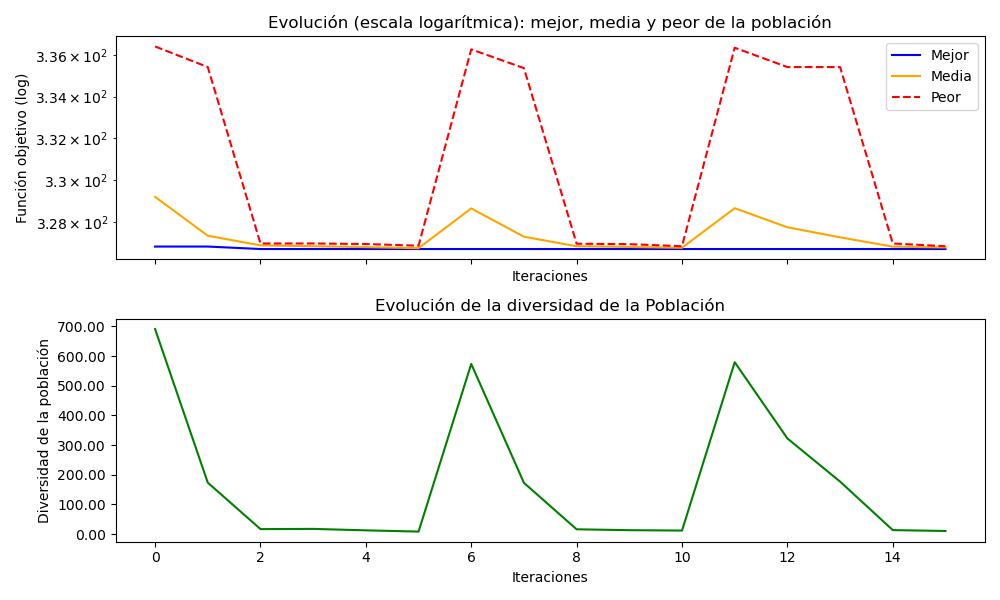 Evolución (escala logarítmica): mejor, media y peor de la población
Función objetivo (log)
3.36 × 10²
3.34 × 10²
3.32 × 10²
3.3 × 10²
3.28 × 10²
Mejor
Media
Peor
Iteraciones
Evolución de la diversidad de la Población
Diversidad de la población
700.00
600.00
500.00
400.00
300.00
200.00
100.00
0.00
0 2 4 6 8 10 12 14
Iteraciones